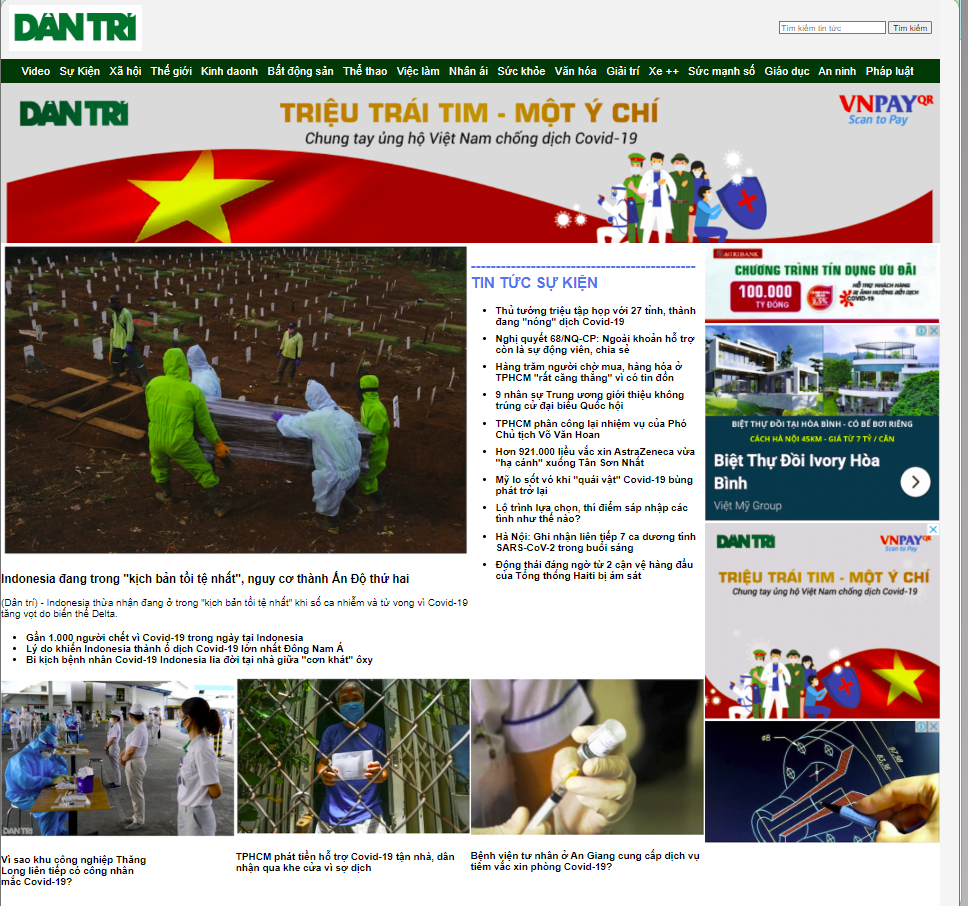 DÂN TRÍ
Tìm kiếm tin tức
Tìm kiếm
Video Sự Kiện Xã hội Thế giới Kinh daonh Bất động sản Thể thao Việc làm Nhân ái Sức khỏe Văn hóa Giải trí Xe ++ Sức mạnh số Giáo dục An ninh Pháp luật
DÂN TRÍ
TRIỆU TRÁI TIM - MỘT Ý CHÍ
Chung tay ủng hộ Việt Nam chống dịch Covid-19
VNPAYQR
Scan to Pay
---------------------------------------------
TIN TỨC SỰ KIỆN
Thủ tướng triệu tập họp với 27 tỉnh, thành
đang "nóng" dịch Covid-19
Nghị quyết 68/NQ-CP: Ngoài khoản hỗ trợ
còn là sự động viên, chia sẻ
Hàng trăm người chờ mua, hàng hóa ở
TPHCM "rất căng thẳng" vì có tin đồn
9 nhân sự Trung ương giới thiệu không
trúng cử đại biểu Quốc hội
TPHCM phân công lại nhiệm vụ của Phó
Chủ tịch Võ Văn Hoan
Hơn 921.000 liều vắc xin AstraZeneca vừa
"hạ cánh" xuống Tân Sơn Nhất
Mỹ lo sốt vó khi "quái vật" Covid-19 bùng
phát trở lại
Lộ trình lựa chọn, thí điểm sáp nhập các
tỉnh như thế nào?
Hà Nội: Ghi nhận liên tiếp 7 ca dương tính
SARS-CoV-2 trong buổi sáng
Động thái đáng ngờ từ 2 cận vệ hàng đầu
của Tổng thống Haiti bị ám sát
Indonesia đang trong "kịch bản tồi tệ nhất", nguy cơ thành Ấn Độ thứ hai
(Dân trí) - Indonesia thừa nhận đang ở trong "kịch bản tồi tệ nhất" khi số ca nhiễm và tử vong vì Covid-19
tăng vọt do biến thể Delta.
Gần 1.000 người chết vì Covid-19 trong ngày tại Indonesia
Lý do khiến Indonesia thành ổ dịch Covid-19 lớn nhất Đông Nam Á
Bi kịch bệnh nhân Covid-19 Indonesia lìa đời tại nhà giữa "cơn khát" ôxy
DÂN TRÍ
Vì sao khu công nghiệp Thăng
Long liên tiếp có công nhân
mắc Covid-19?
TPHCM phát tiền hỗ trợ Covid-19 tận nhà, dân
nhận qua khe cửa vì sợ dịch
Bệnh viện tư nhân ở An Giang cung cấp dịch vụ
tiêm vắc xin phòng Covid-19?
AGRIBANK
CHƯƠNG TRÌNH TÍN DỤNG ƯU ĐÃI
100.000
TỶ ĐỒNG
HỖ TRỢ KHÁCH HÀNG
BỊ ẢNH HƯỞNG BỞI DỊCH
COVID-19
BIỆT THỰ ĐỒI TẠI HÒA BÌNH - CÓ BỂ BƠI RIÊNG
CÁCH HÀ NỘI 45KM - GIÁ TỪ 7 TỶ / CĂN
Biệt Thự Đồi Ivory Hòa
Bình
Việt Mỹ Group
DÂN TRÍ
VNPAYQR
Scan to Pay
TRIỆU TRÁI TIM - MỘT Ý CHÍ
Chung tay ủng hộ Việt Nam chống dịch Covid-19